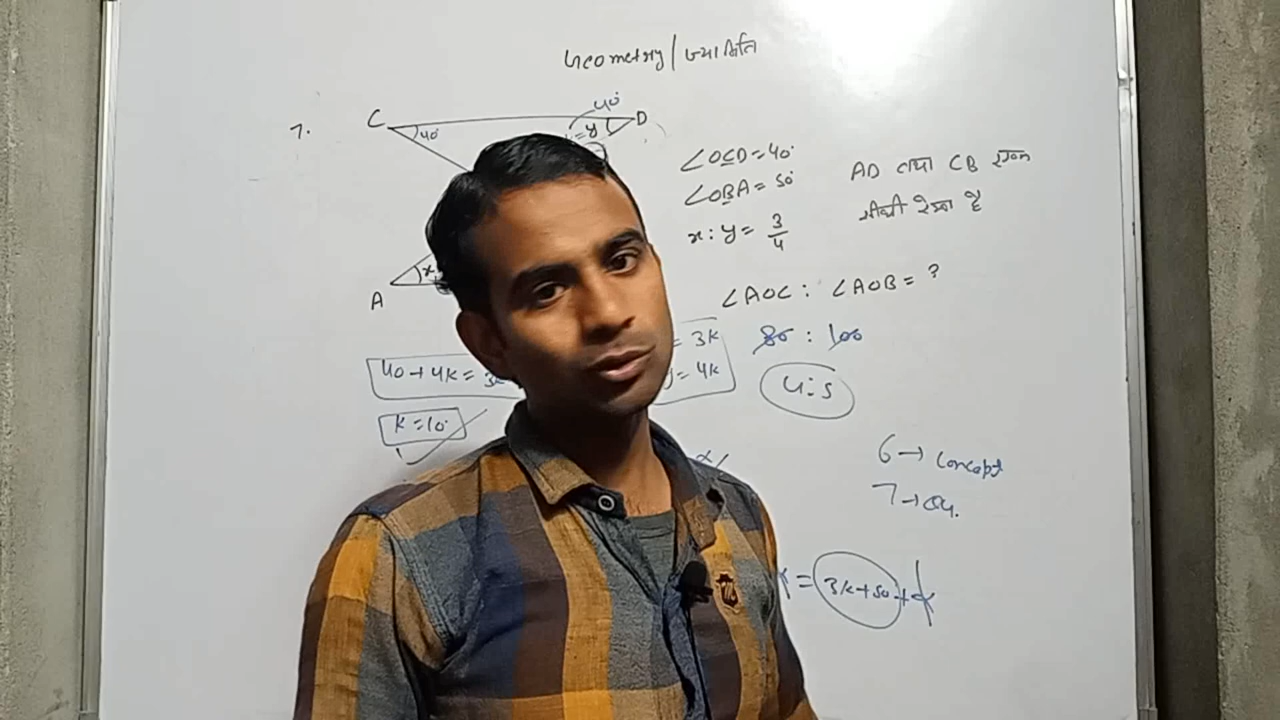 Geometry/ज्यामिति
7.
C 40° 40° = y D
A x
∠OCD = 40°
∠OBA = 50°
x : y = 3/4
AD तथा CB
सीधी रेखा है
∠AOC : ∠AOB = ?
80 : 100
4:5
= 3k
40+4k = 3k
= 4k
k = 10°
6 → Concept
7 → Qu.
= 3k+50+α